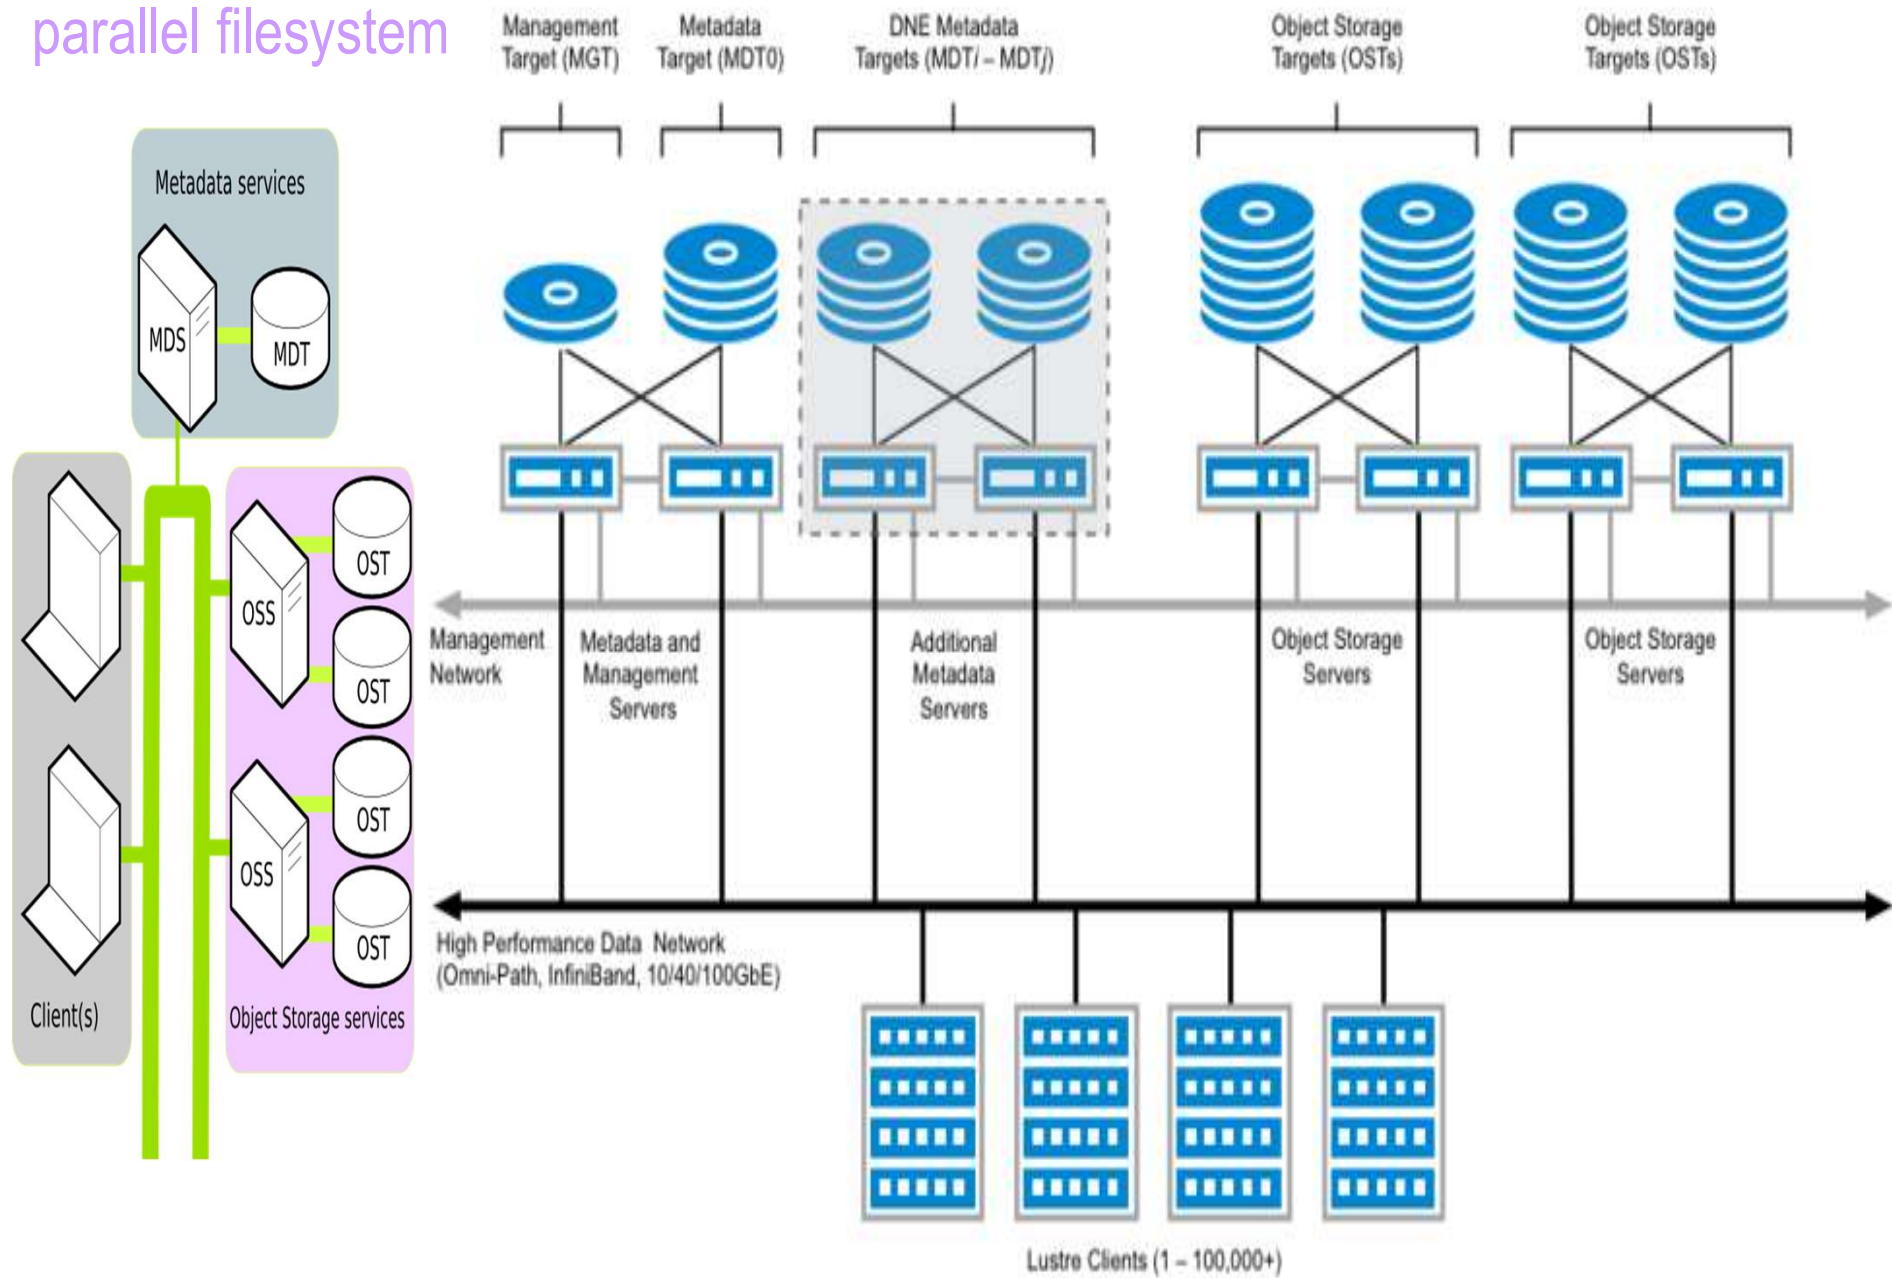 parallel filesystem
Metadata services
MDS
MDT
OSS
OST
OST
OSS
OST
OST
Client(s)
Object Storage services
Management
Target (MGT)
Metadata
Target (MDT0)
DNE Metadata
Targets (MDTi – MDTj)
Object Storage
Targets (OSTs)
Object Storage
Targets (OSTs)
Management
Network
Metadata and
Management
Servers
Additional
Metadata
Servers
Object Storage
Servers
Object Storage
Servers
High Performance Data Network
(Omni-Path, InfiniBand, 10/40/100GbE)
Lustre Clients (1 – 100,000+)